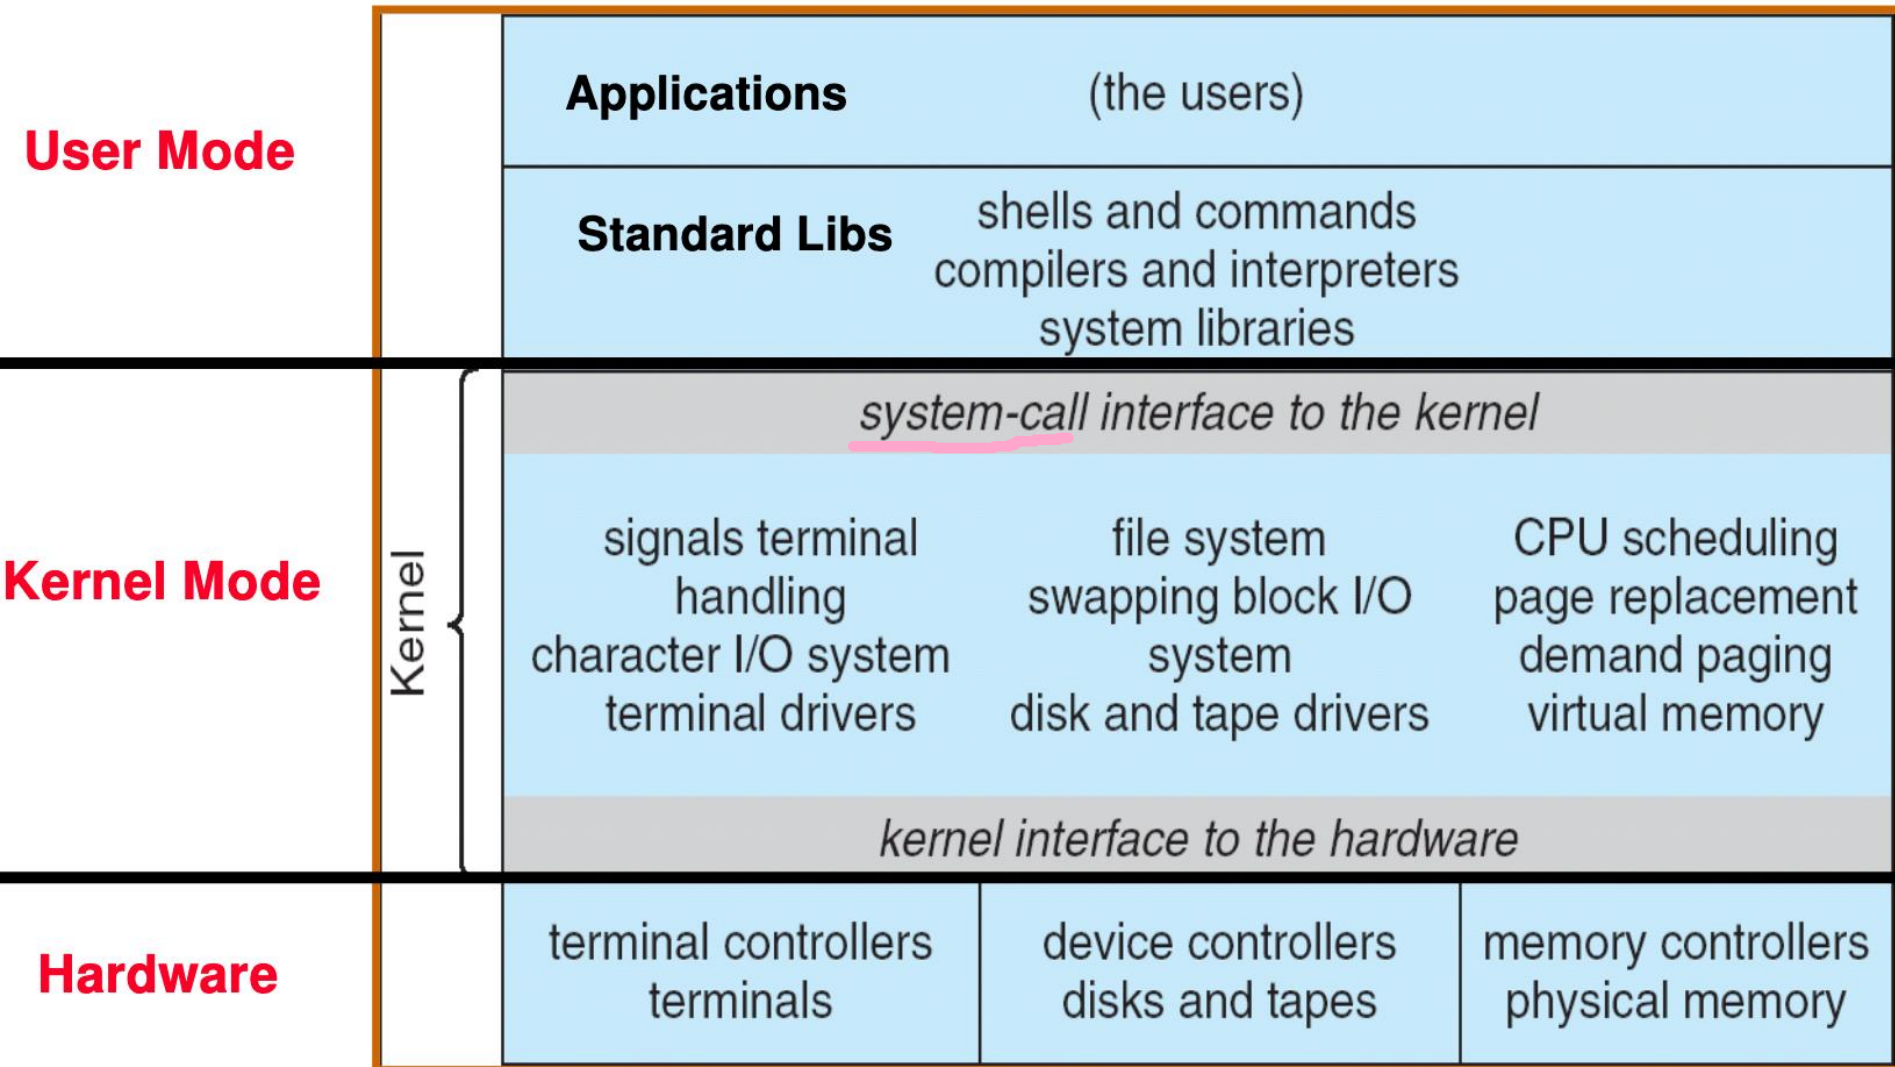 User Mode
Applications (the users)
Standard Libs
shells and commands
compilers and interpreters
system libraries
Kernel Mode
Kernel
system-call interface to the kernel
signals terminal
handling
character I/O system
terminal drivers
file system
swapping block I/O
system
disk and tape drivers
CPU scheduling
page replacement
demand paging
virtual memory
kernel interface to the hardware
Hardware
terminal controllers
terminals
device controllers
disks and tapes
memory controllers
physical memory